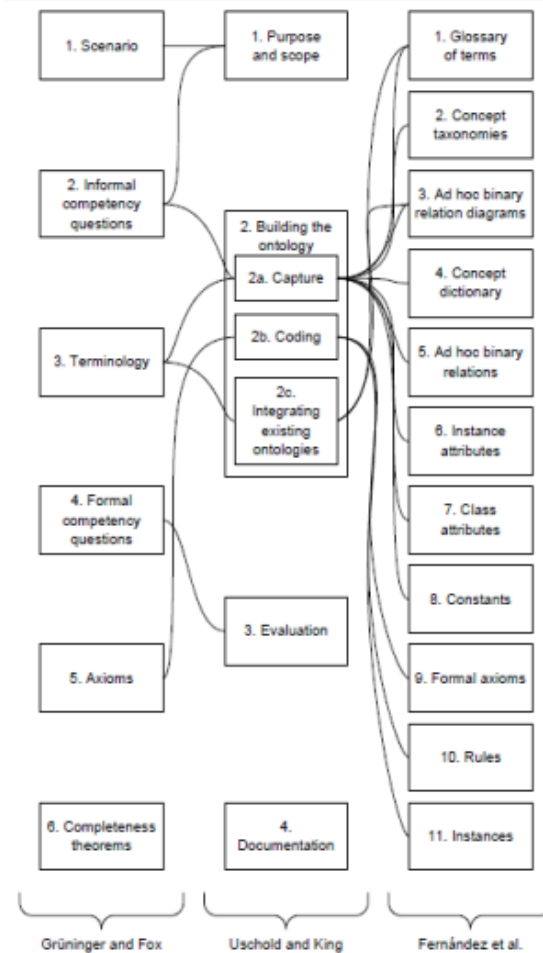 1. Scenario
2. Informal
competency
questions
3. Terminology
4. Formal
competency
questions
5. Axioms
6. Completeness
theorems
Grüninger and Fox
1. Purpose
and scope
2. Building the
ontology
2a. Capture
2b. Coding
2c.
Integrating
existing
ontologies
3. Evaluation
4.
Documentation
Uschold and King
1. Glossary
of terms
2. Concept
taxonomies
3. Ad hoc binary
relation diagrams
4. Concept
dictionary
5. Ad hoc binary
relations
6. Instance
attributes
7. Class
attributes
8. Constants
9. Formal axioms
10. Rules
11. Instances
Fernández et al.